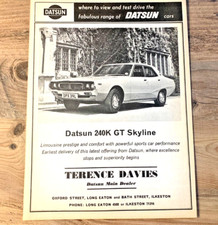 DATSUN
where to view and test drive the
fabulous range of DATSUN cars
Datsun 240K GT Skyline
Limousine prestige and comfort with powerful sports car performance
Earliest delivery of this latest offering from Datsun, where excellence
stops and superiority begins
TERENCE DAVIES
Datsun Main Dealer
OXFORD STREET, LONG EATON and BATH STREET, ILKESTON
PHONE: LONG EATON